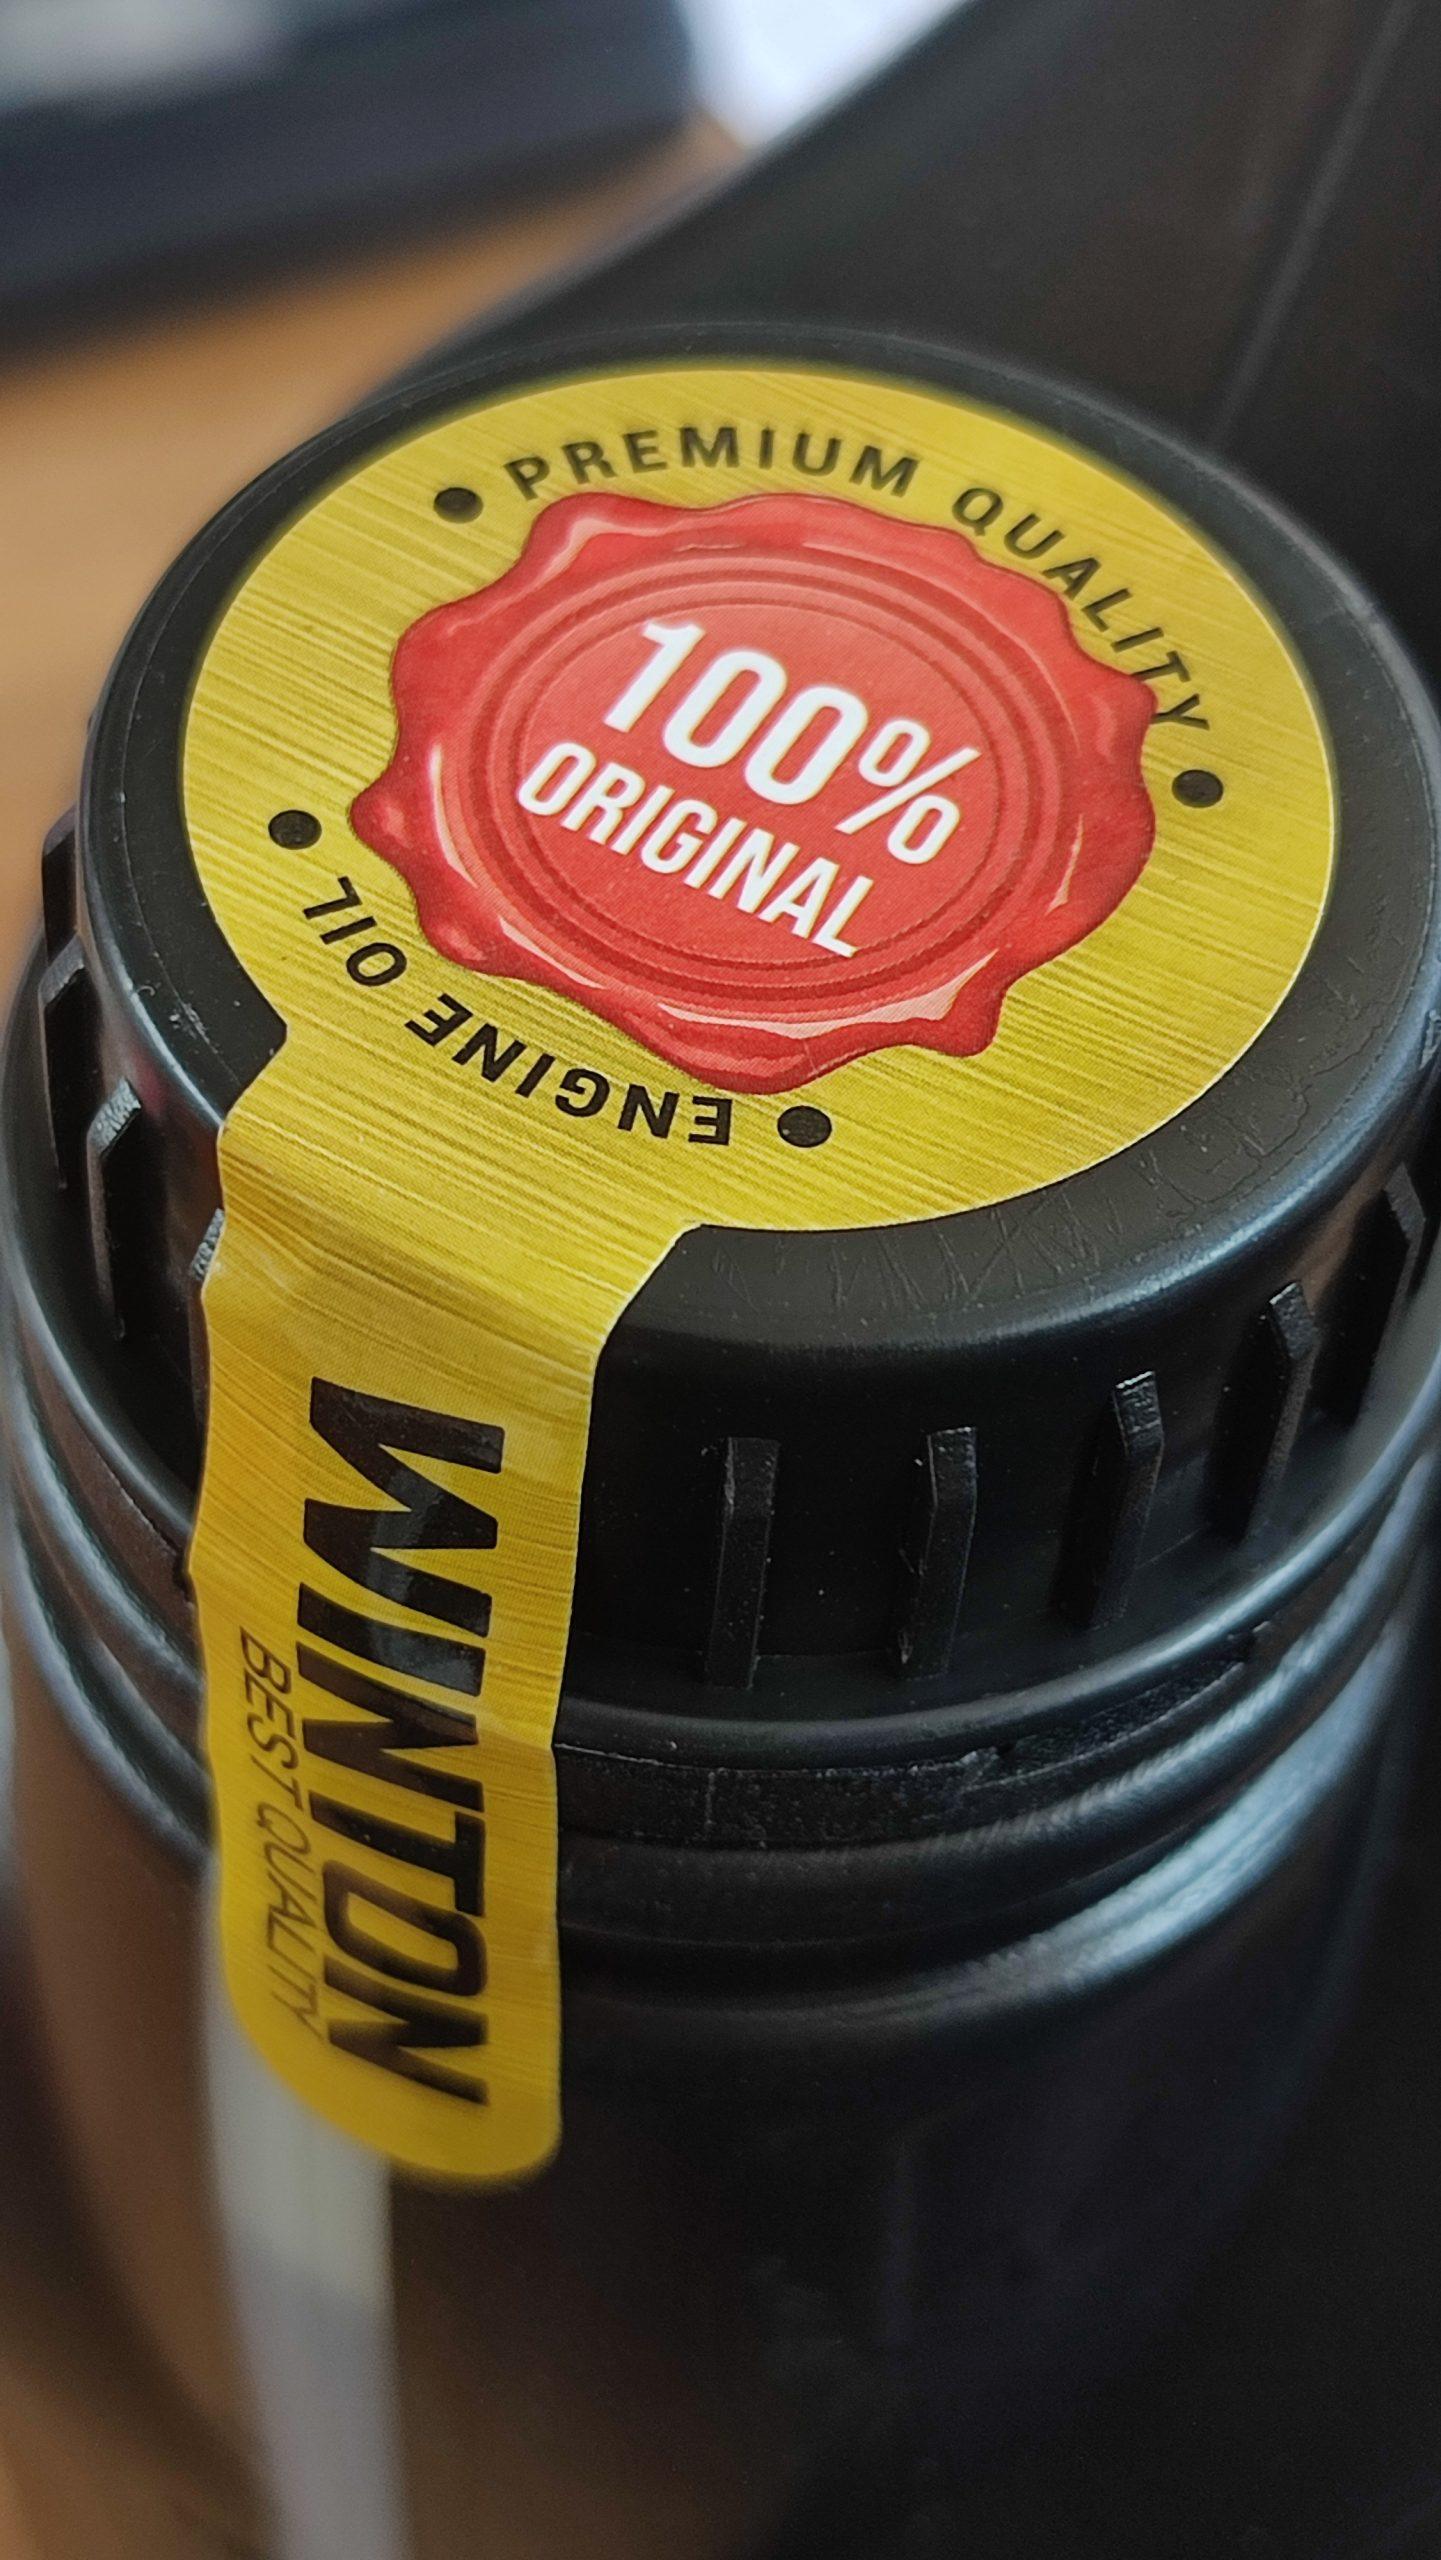 PREMIUM QUALITY
100%
ORIGINAL
ENGINE OIL
WINTON
BEST QUALITY